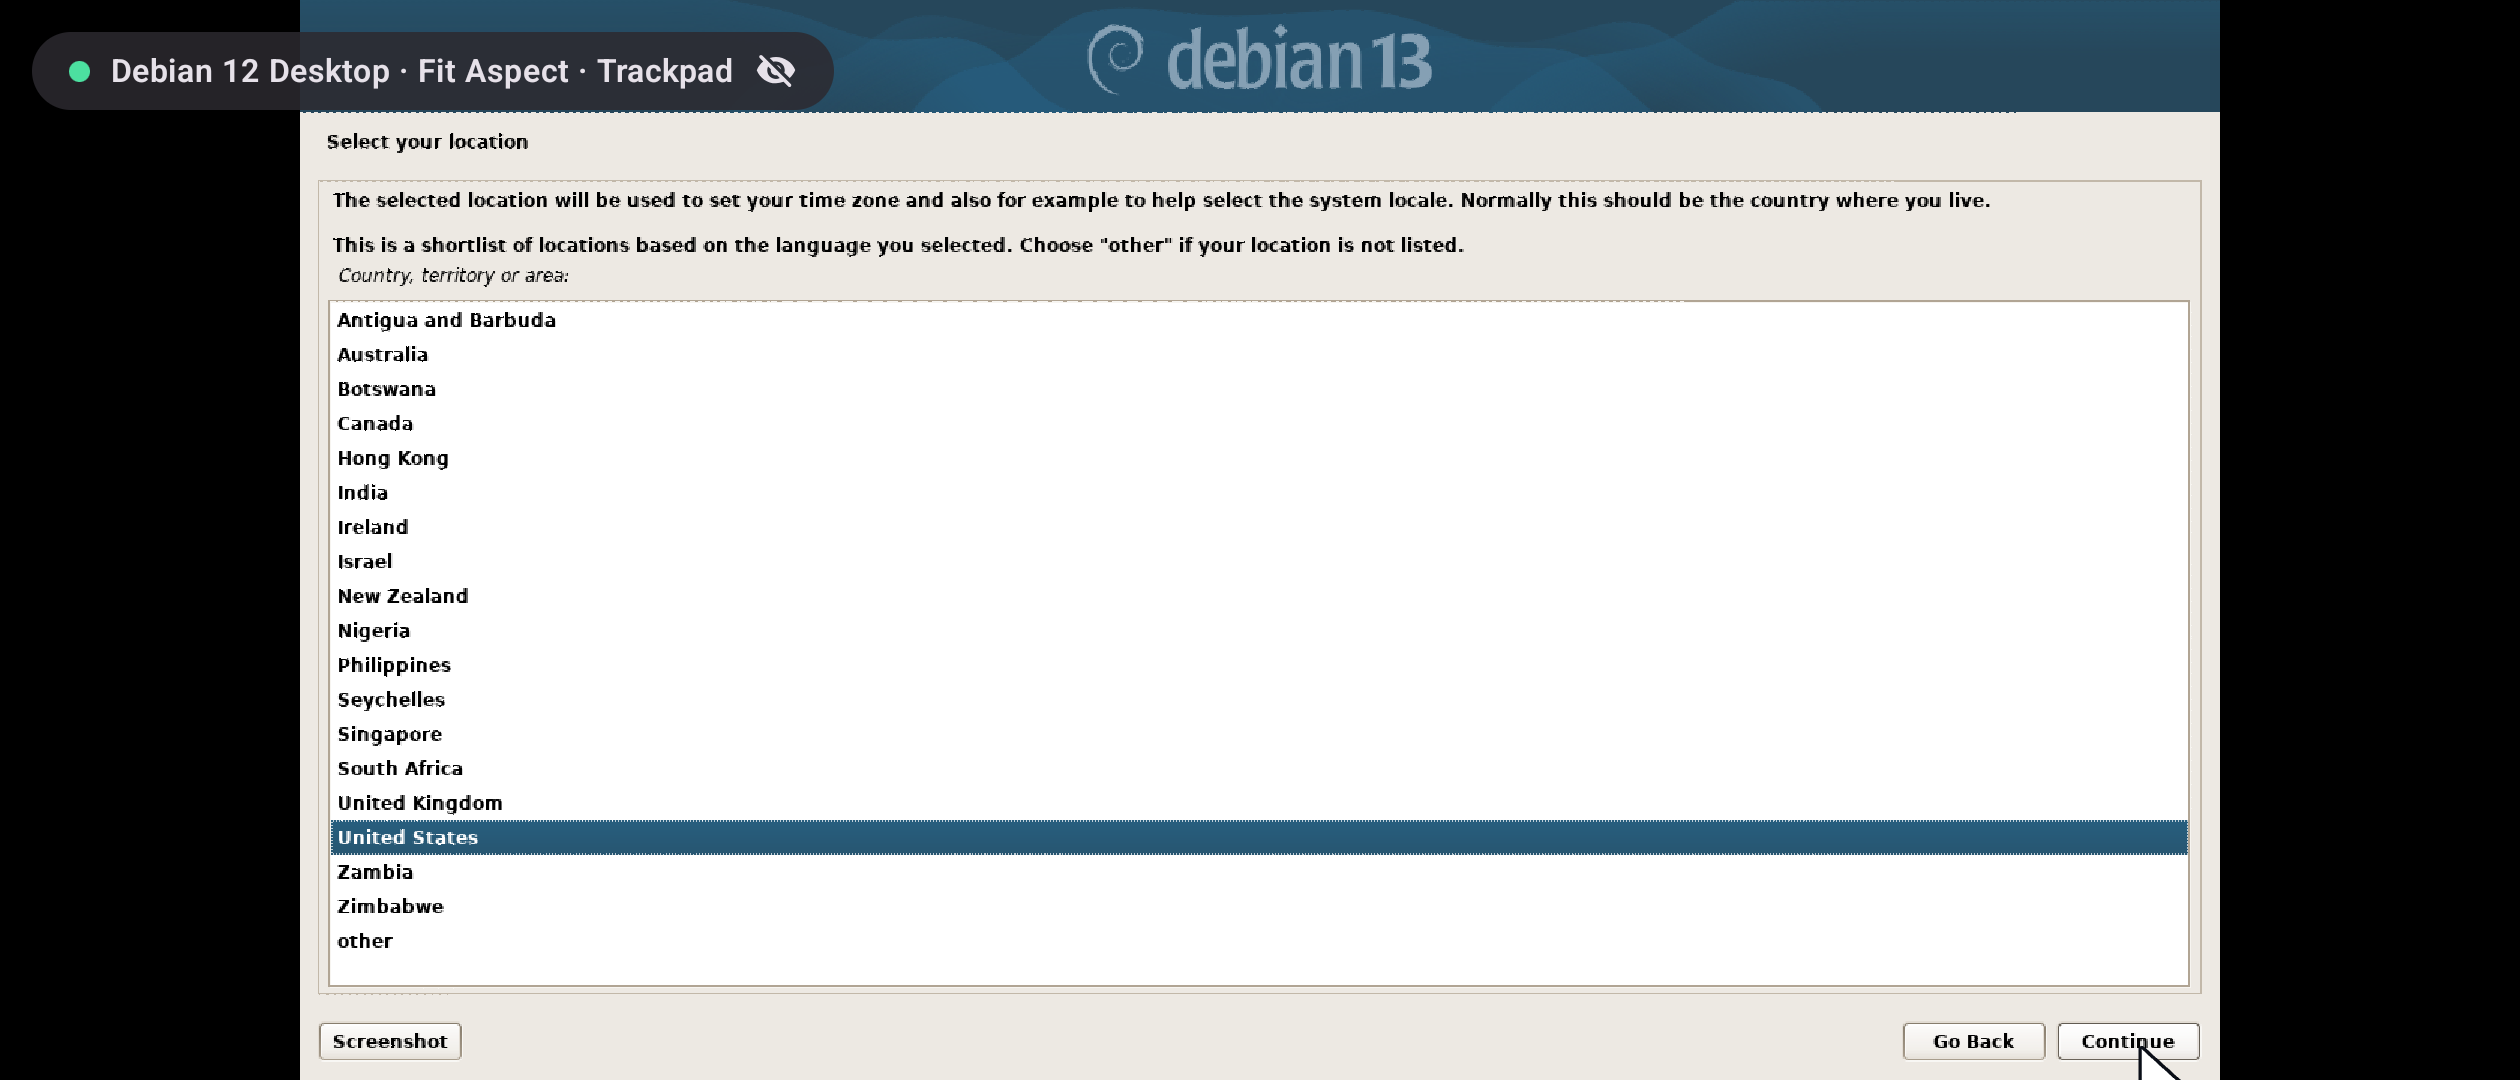 debian 13
Debian 12 Desktop · Fit Aspect · Trackpad
Select your location
The selected location will be used to set your time zone and also for example to help select the system locale. Normally this should be the country where you live.
This is a shortlist of locations based on the language you selected. Choose "other" if your location is not listed.
Country, territory or area:
Antigua and Barbuda
Australia
Botswana
Canada
Hong Kong
India
Ireland
Israel
New Zealand
Nigeria
Philippines
Seychelles
Singapore
South Africa
United Kingdom
United States
Zambia
Zimbabwe
other
Screenshot
Go Back
Continue